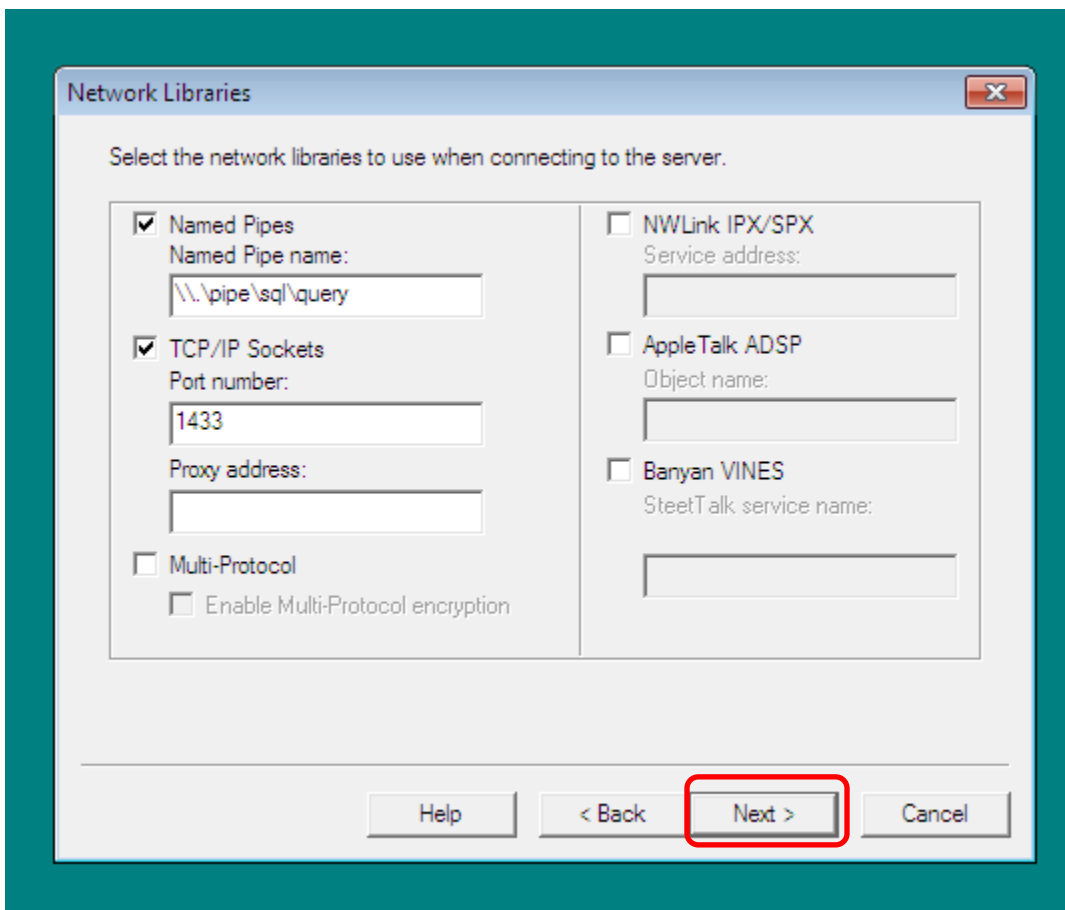 Network Libraries
Select the network libraries to use when connecting to the server.
Named Pipes
Named Pipe name:
\\.\pipe\sql\query
TCP/IP Sockets
Port number:
1433
Proxy address:
Multi-Protocol
Enable Multi-Protocol encryption
NWLink IPX/SPX
Service address:
AppleTalk ADSP
Object name:
Banyan VINES
SteetTalk service name:
Help
< Back
Next >
Cancel